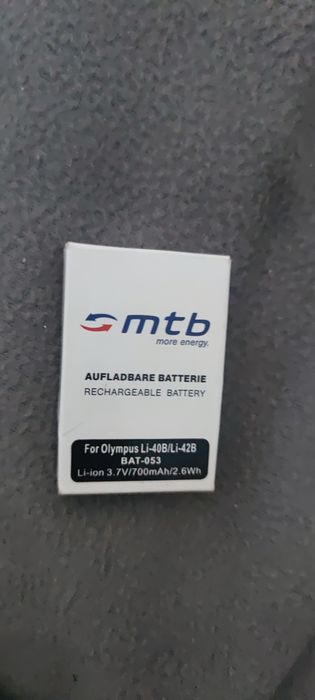 mtb
more energy.
AUFLADBARE BATTERIE
RECHARGEABLE BATTERY
For Olympus Li-40B/Li-42B
BAT-053
Li-ion 3.7V/700mAh/2.6Wh